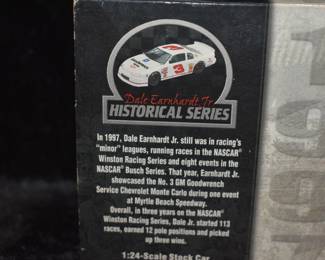 3
Dale Earnhardt Jr.
HISTORICAL SERIES
In 1997, Dale Earnhardt Jr. still was in racing's
"minor" leagues, running races in the NASCAR®
Winston Racing Series and eight events in the
NASCAR® Busch Series. That year, Earnhardt Jr.
showcased the No. 3 GM Goodwrench
Service Chevrolet Monte Carlo during one event
at Myrtle Beach Speedway.
Overall, in three years on the NASCAR®
Winston Racing Series, Dale Jr. started 113
races, earned 12 pole positions and picked
up three wins.
1:24-Scale Stock Car